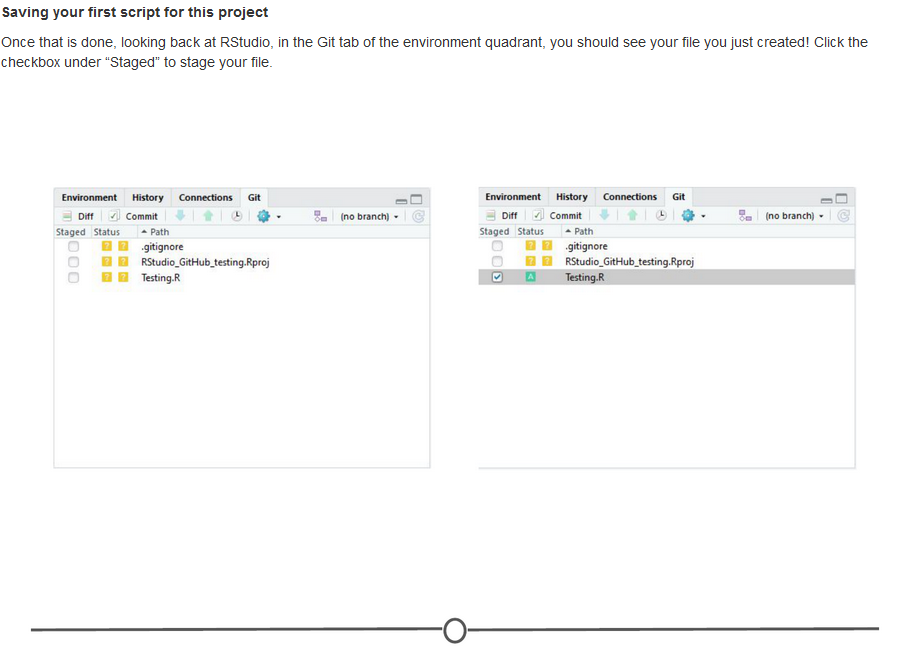 Saving your first script for this project
Once that is done, looking back at RStudio, in the Git tab of the environment quadrant, you should see your file you just created! Click the
checkbox under “Staged” to stage your file.
Environment History Connections Git
Diff Commit (no branch)
Staged Status Path
? ? .gitignore
? ? RStudio_GitHub_testing.Rproj
? ? Testing.R
Environment History Connections Git
Diff Commit (no branch)
Staged Status Path
? ? .gitignore
? ? RStudio_GitHub_testing.Rproj
A Testing.R